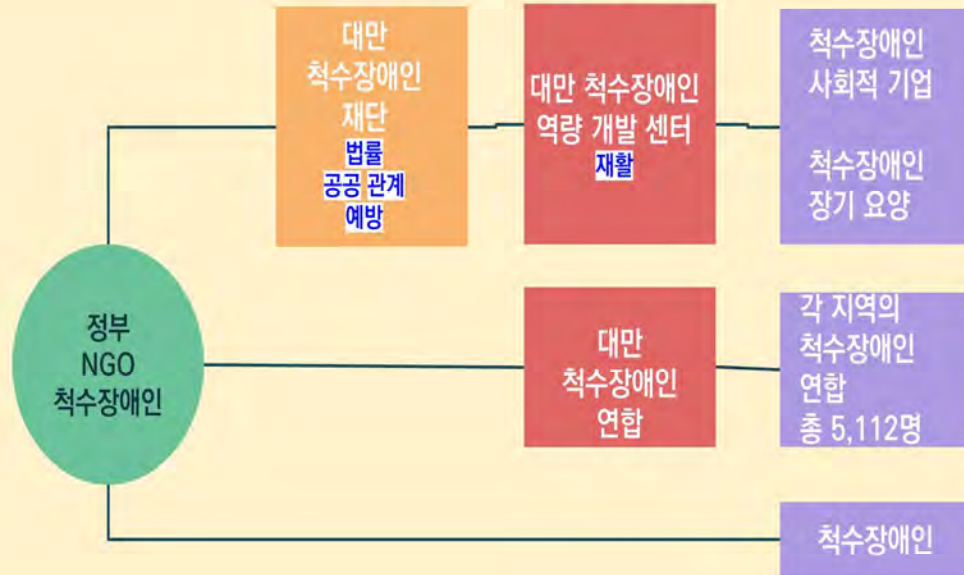 대만
척수장애인
재단
법률
공공 관계
예방
대만 척수장애인
역량 개발 센터
재활
척수장애인
사회적 기업
척수장애인
장기 요양
정부
NGO
척수장애인
대만
척수장애인
연합
각 지역의
척수장애인
연합
총 5,112명
척수장애인